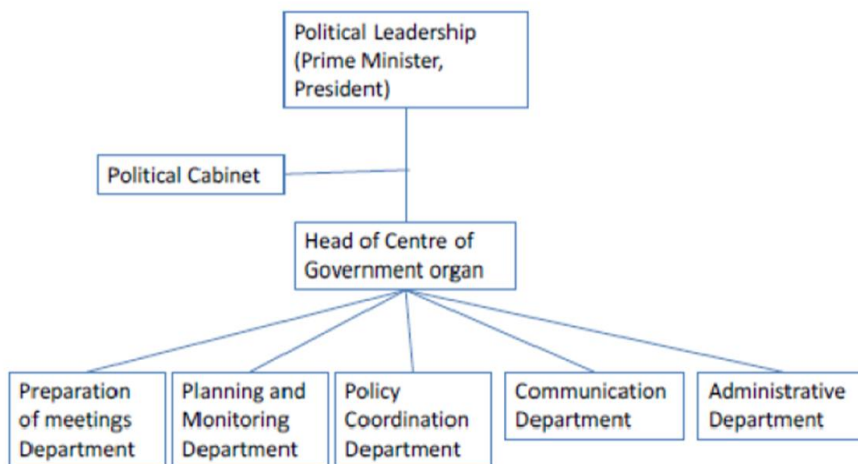 Political Leadership
(Prime Minister,
President)
Political Cabinet
Head of Centre of
Government organ
Preparation
of meetings
Department
Planning and
Monitoring
Department
Policy
Coordination
Department
Communication
Department
Administrative
Department